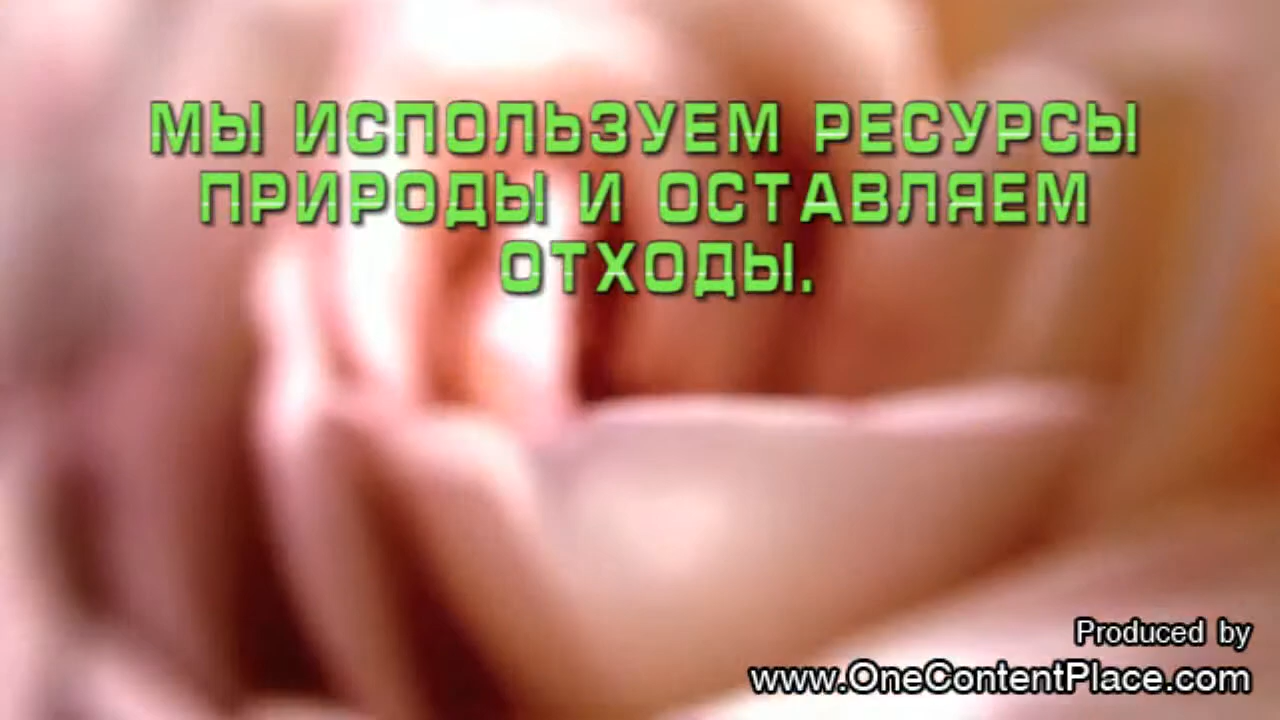 МЫ ИСПОЛЬЗУЕМ РЕСУРСЫ
ПРИРОДЫ И ОСТАВЛЯЕМ
ОТХОДЫ.
Produced by
www.OneContentPlace.com